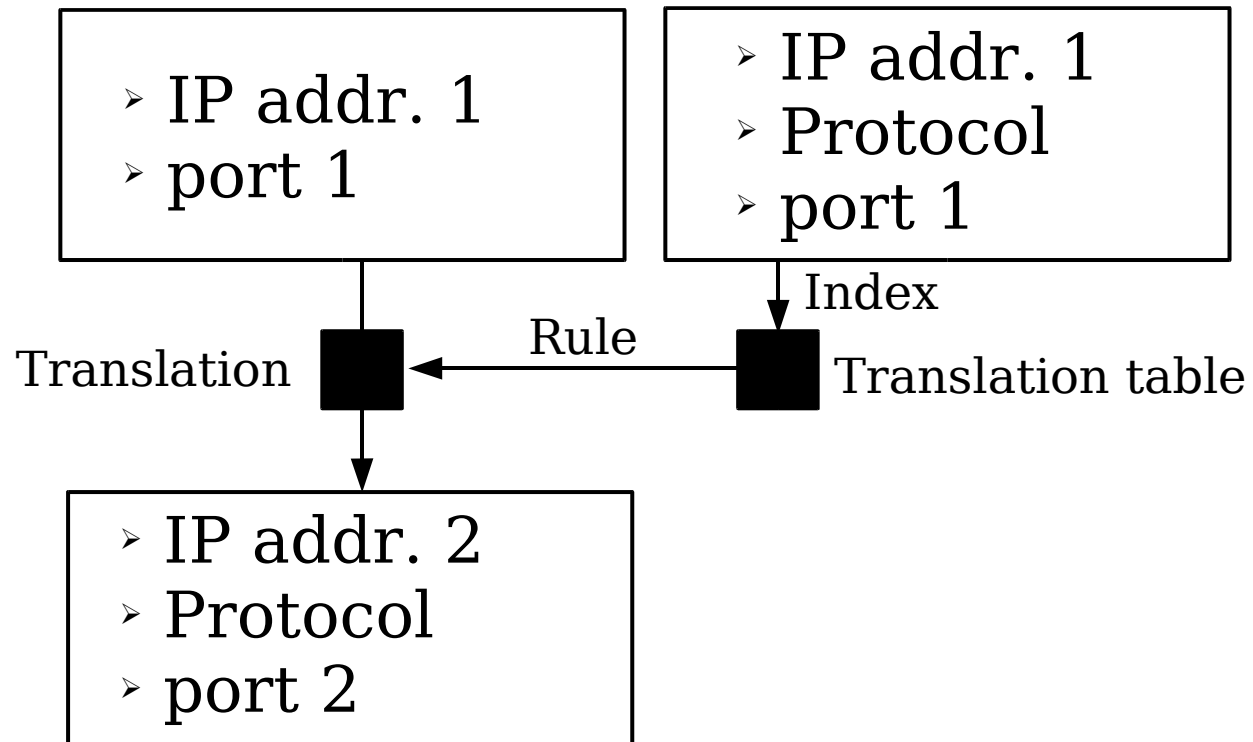 ➢ IP addr. 1
➢ port 1
➢ IP addr. 1
➢ Protocol
➢ port 1
Index
Rule
Translation
Translation table
➢ IP addr. 2
➢ Protocol
➢ port 2